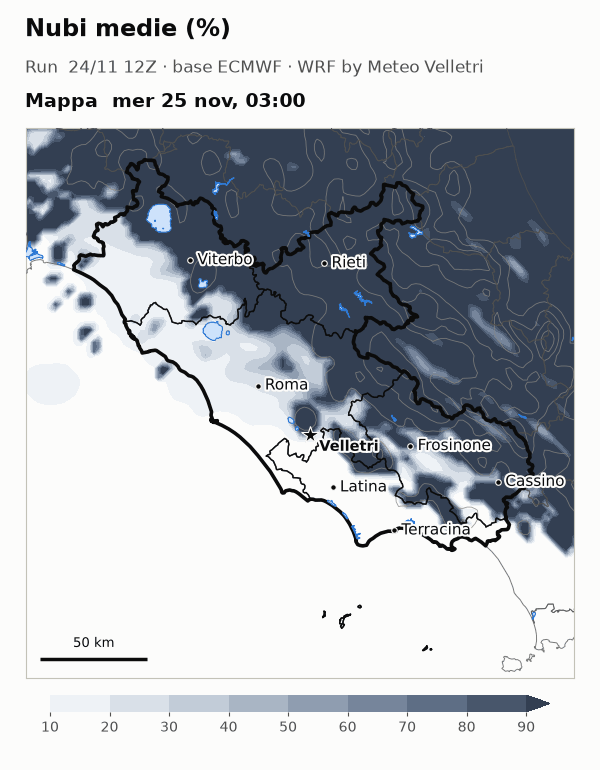 Nubi medie (%)
Run  24/11 12Z · base ECMWF · WRF by Meteo Velletri
Mappa  mer 25 nov, 03:00
Viterbo
Rieti
Roma
Velletri
Frosinone
Cassino
Latina
Terracina
50 km
10 20 30 40 50 60 70 80 90